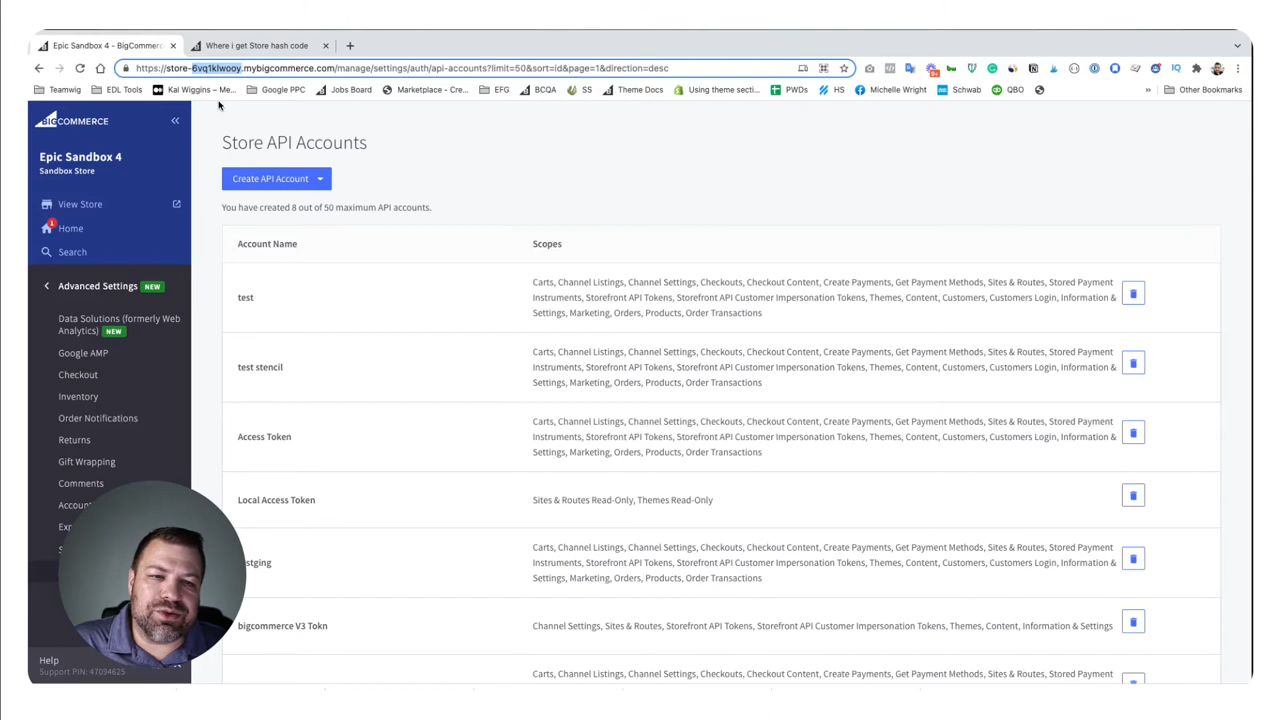 Epic Sandbox 4 - BigCommerc
Where i get Store hash code
https://store-6vq1klwooy.mybigcommerce.com/manage/settings/auth/api-accounts?limit=50&sort=id&page=1&direction=desc
9+
Teamwig
EDL Tools
Kal Wiggins – Me...
Google PPC
Jobs Board
Marketplace - Cre...
EFG
BCQA
SS
Theme Docs
Using theme secti...
PWDs
HS
Michelle Wright
Schwab
QBO
»
Other Bookmarks
BIGCOMMERCE
«
Epic Sandbox 4
Sandbox Store
View Store
1
Home
Search
Advanced Settings NEW
Data Solutions (formerly Web
Analytics) NEW
Google AMP
Checkout
Inventory
Order Notifications
Returns
Gift Wrapping
Comments
Accoun
Exp
Help
Support PIN: 47094625
Store API Accounts
Create API Account
You have created 8 out of 50 maximum API accounts.
Account Name
Scopes
test
Carts, Channel Listings, Channel Settings, Checkouts, Checkout Content, Create Payments, Get Payment Methods, Sites & Routes, Stored Payment
Instruments, Storefront API Tokens, Storefront API Customer Impersonation Tokens, Themes, Content, Customers, Customers Login, Information &
Settings, Marketing, Orders, Products, Order Transactions
test stencil
Carts, Channel Listings, Channel Settings, Checkouts, Checkout Content, Create Payments, Get Payment Methods, Sites & Routes, Stored Payment
Instruments, Storefront API Tokens, Storefront API Customer Impersonation Tokens, Themes, Content, Customers, Customers Login, Information &
Settings, Marketing, Orders, Products, Order Transactions
Access Token
Carts, Channel Listings, Channel Settings, Checkouts, Checkout Content, Create Payments, Get Payment Methods, Sites & Routes, Stored Payment
Instruments, Storefront API Tokens, Storefront API Customer Impersonation Tokens, Themes, Content, Customers, Customers Login, Information &
Settings, Marketing, Orders, Products, Order Transactions
Local Access Token
Sites & Routes Read-Only, Themes Read-Only
stging
Carts, Channel Listings, Channel Settings, Checkouts, Checkout Content, Create Payments, Get Payment Methods, Sites & Routes, Stored Payment
Instruments, Storefront API Tokens, Storefront API Customer Impersonation Tokens, Themes, Content, Customers, Customers Login, Information &
Settings, Marketing, Orders, Products, Order Transactions
bigcommerce V3 Tokn
Channel Settings, Sites & Routes, Storefront API Tokens, Storefront API Customer Impersonation Tokens, Themes, Content, Information & Settings
Carts, Channel Listings, Channel Settings, Checkouts, Checkout Content, Create Payments, Get Payment Methods, Sites & Routes, Stored Payment